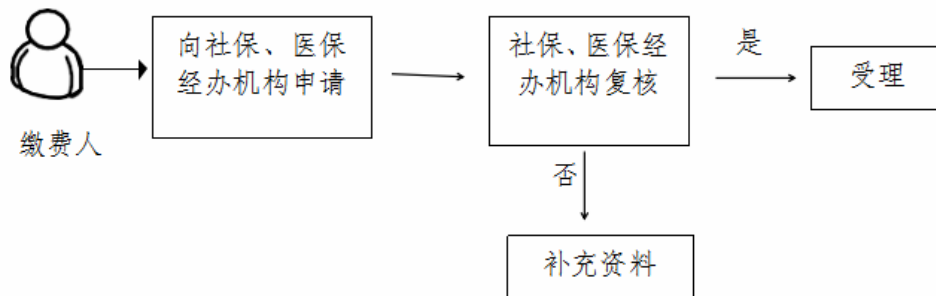 缴费人
向社保、医保
经办机构申请
社保、医保经
办机构复核
是
受理
否
补充资料